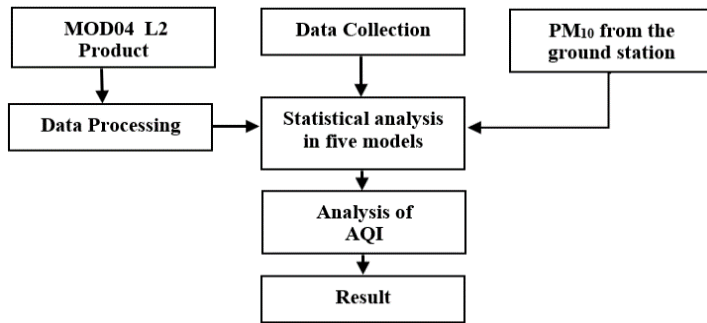 MOD04 L2
Product
Data Collection
PM₁₀ from the
ground station
Data Processing
Statistical analysis
in five models
Analysis of
AQI
Result